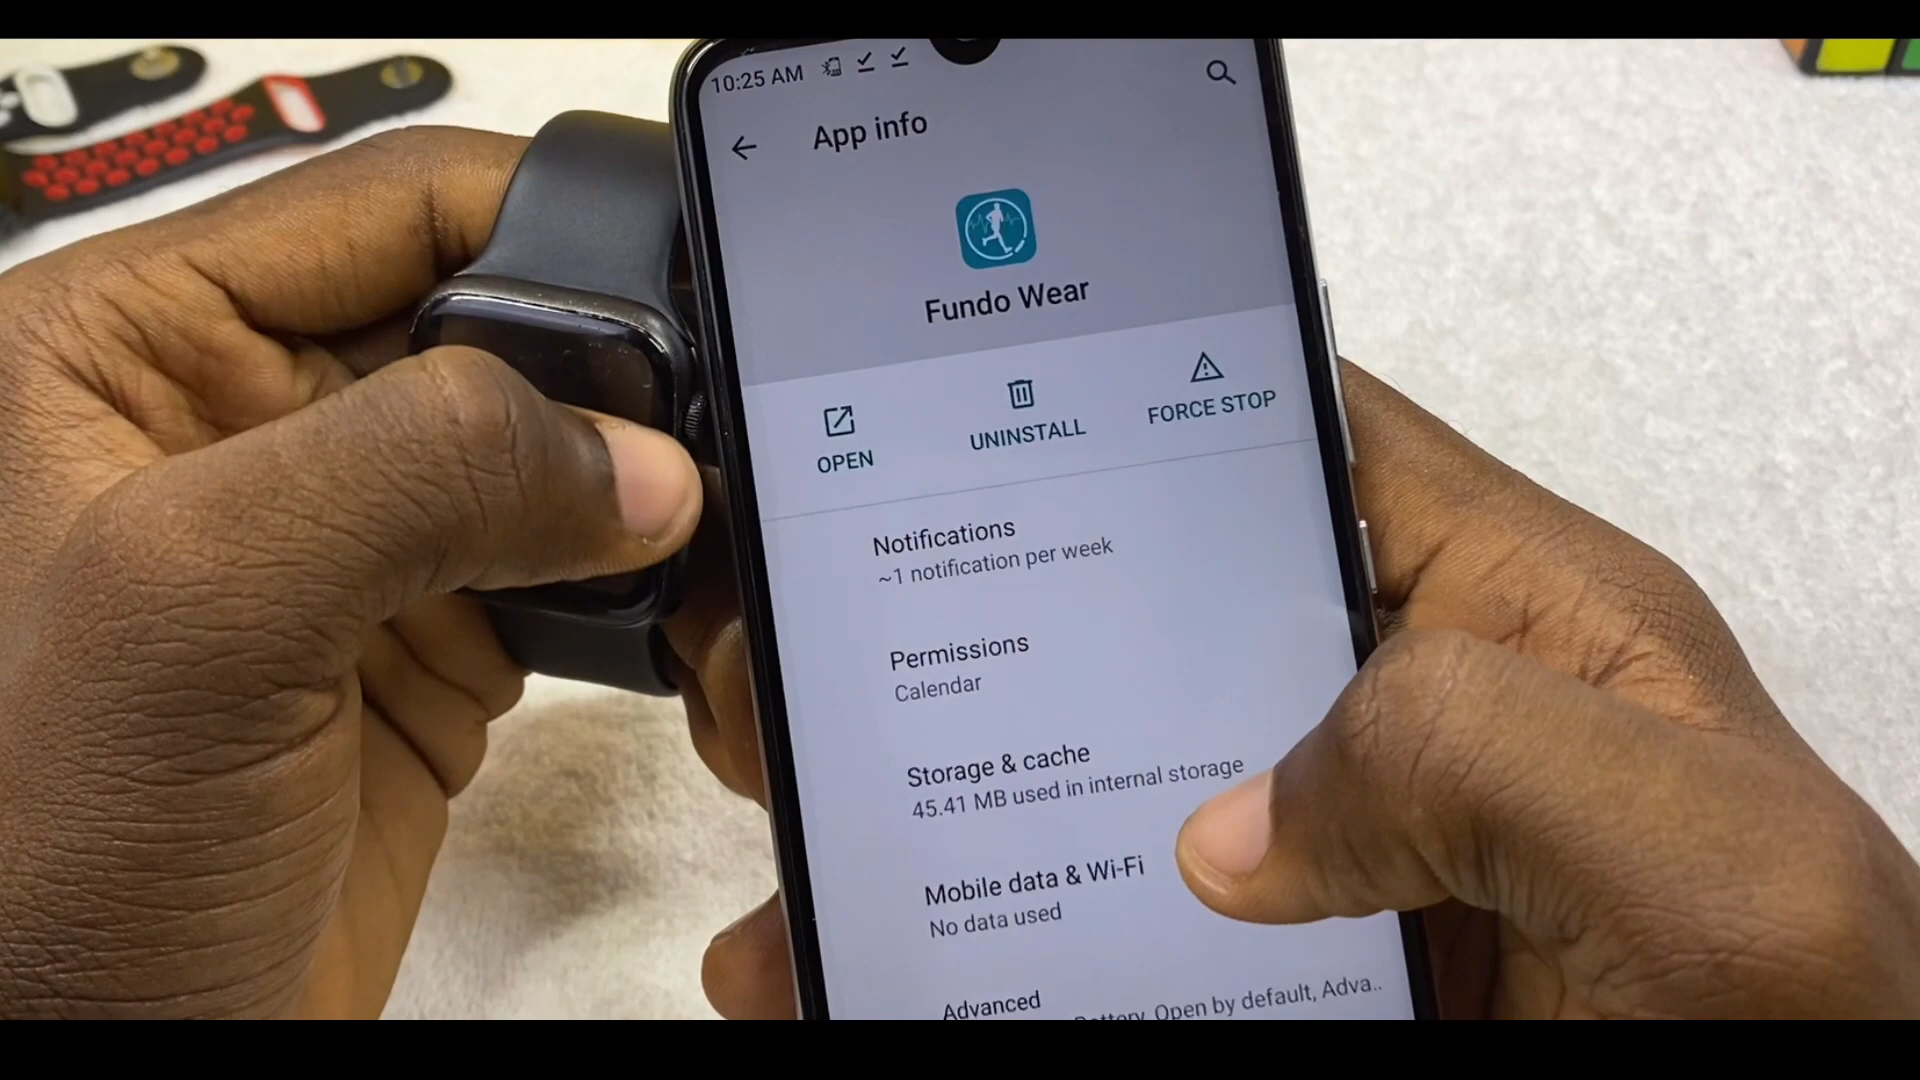 10:25 AM
App info
Fundo Wear
OPEN
UNINSTALL
FORCE STOP
Notifications
~1 notification per week
Permissions
Calendar
Storage & cache
45.41 MB used in internal storage
Mobile data & Wi-Fi
No data used
Advanced
Battery, Open by default, Adva..